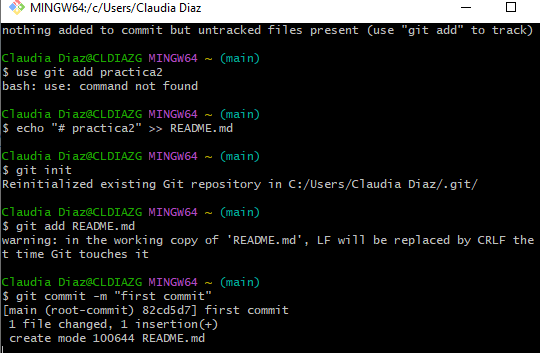 MINGW64:/c/Users/Claudia Diaz
nothing added to commit but untracked files present (use "git add" to track)
Claudia Diaz@CLDIAZG MINGW64 ~ (main)
$ use git add practica2
bash: use: command not found
Claudia Diaz@CLDIAZG MINGW64 ~ (main)
$ echo "# practica2" >> README.md
Claudia Diaz@CLDIAZG MINGW64 ~ (main)
$ git init
Reinitialized existing Git repository in C:/Users/Claudia Diaz/.git/
Claudia Diaz@CLDIAZG MINGW64 ~ (main)
$ git add README.md
warning: in the working copy of 'README.md', LF will be replaced by CRLF the
t time Git touches it
Claudia Diaz@CLDIAZG MINGW64 ~ (main)
$ git commit -m "first commit"
[main (root-commit) 82cd5d7] first commit
 1 file changed, 1 insertion(+)
 create mode 100644 README.md